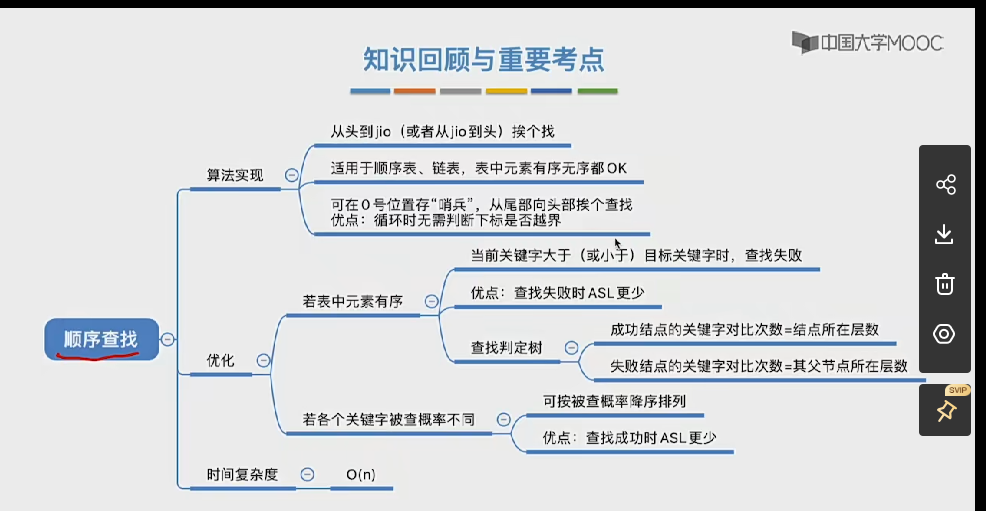 中国大学MOOC
知识回顾与重要考点
从头到jio（或者从jio到头）挨个找
算法实现
适用于顺序表、链表，表中元素有序无序都OK
可在0号位置存“哨兵”，从尾部向头部挨个查找
优点：循环时无需判断下标是否越界
当前关键字大于（或小于）目标关键字时，查找失败
若表中元素有序
优点：查找失败时ASL更少
顺序查找
成功结点的关键字对比次数=结点所在层数
查找判定树
失败结点的关键字对比次数=其父节点所在层数
优化
可按被查概率降序排列
若各个关键字被查概率不同
优点：查找成功时ASL更少
时间复杂度
O(n)
SVIP